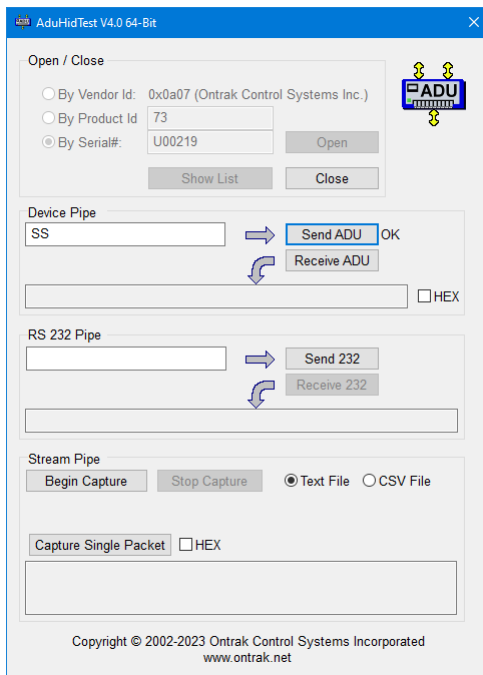 AduHidTest V4.0 64-Bit
Open / Close
By Vendor Id: 0x0a07 (Ontrak Control Systems Inc.)
ADU
By Product Id 73
By Serial#: U00219 Open
Show List Close
Device Pipe
SS Send ADU OK
Receive ADU
HEX
RS 232 Pipe
Send 232
Receive 232
Stream Pipe
Begin Capture Stop Capture Text File CSV File
Capture Single Packet HEX
Copyright © 2002-2023 Ontrak Control Systems Incorporated
www.ontrak.net